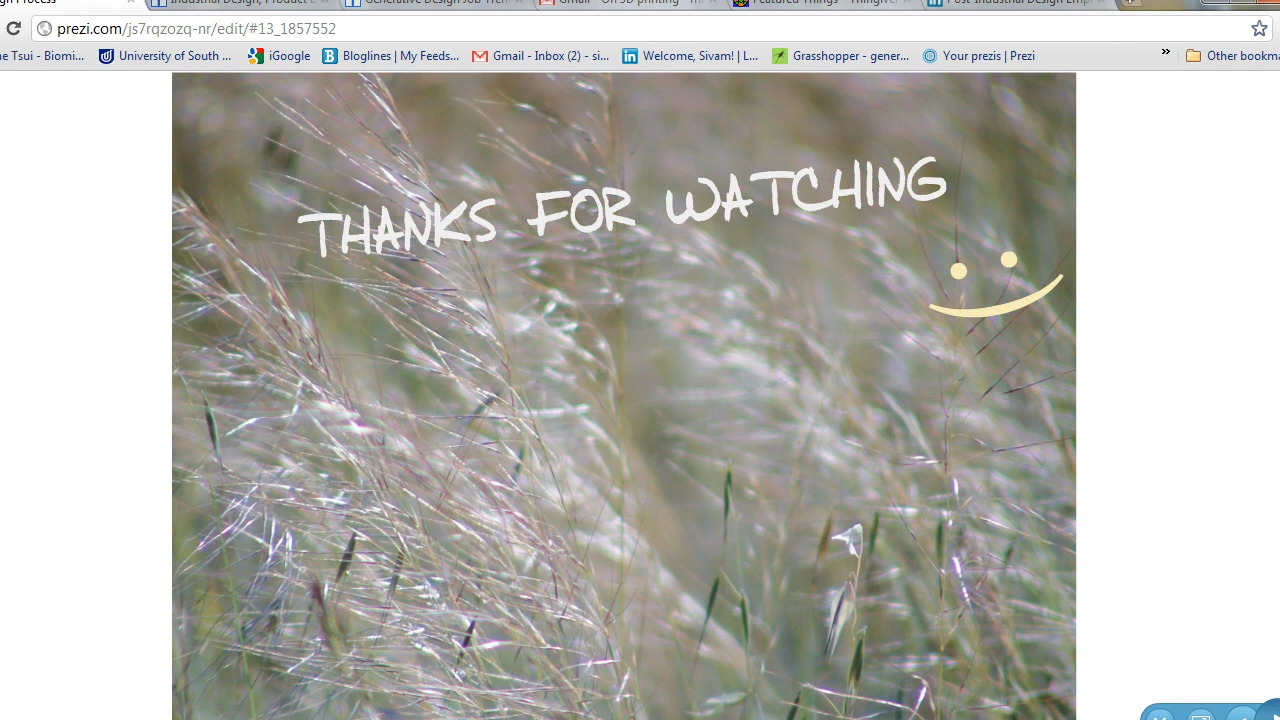 prezi.com/js7rqzozq-nr/edit/#13_1857552
e Tsui - Biomi... University of South ... iGoogle Bloglines | My Feeds... Gmail - Inbox (2) - si... Welcome, Sivam! | L... Grasshopper - gener... Your prezis | Prezi » Other bookma
THANKS FOR WATCHING